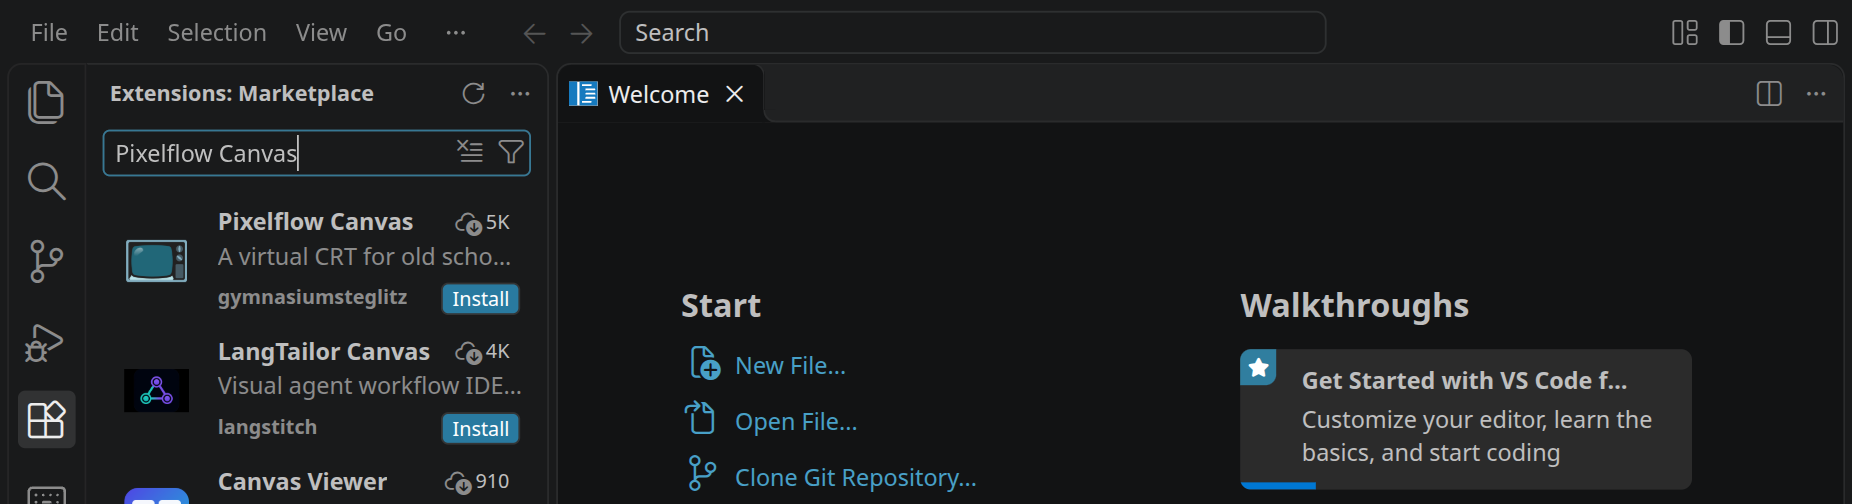 File Edit Selection View Go ···
Search
Extensions: Marketplace
Pixelflow Canvas
Pixelflow Canvas 5K
A virtual CRT for old scho...
gymnasiumsteglitz Install
LangTailor Canvas 4K
Visual agent workflow IDE...
langstitch Install
Canvas Viewer 910
Welcome
Start
New File...
Open File...
Clone Git Repository...
Walkthroughs
Get Started with VS Code f...
Customize your editor, learn the
basics, and start coding